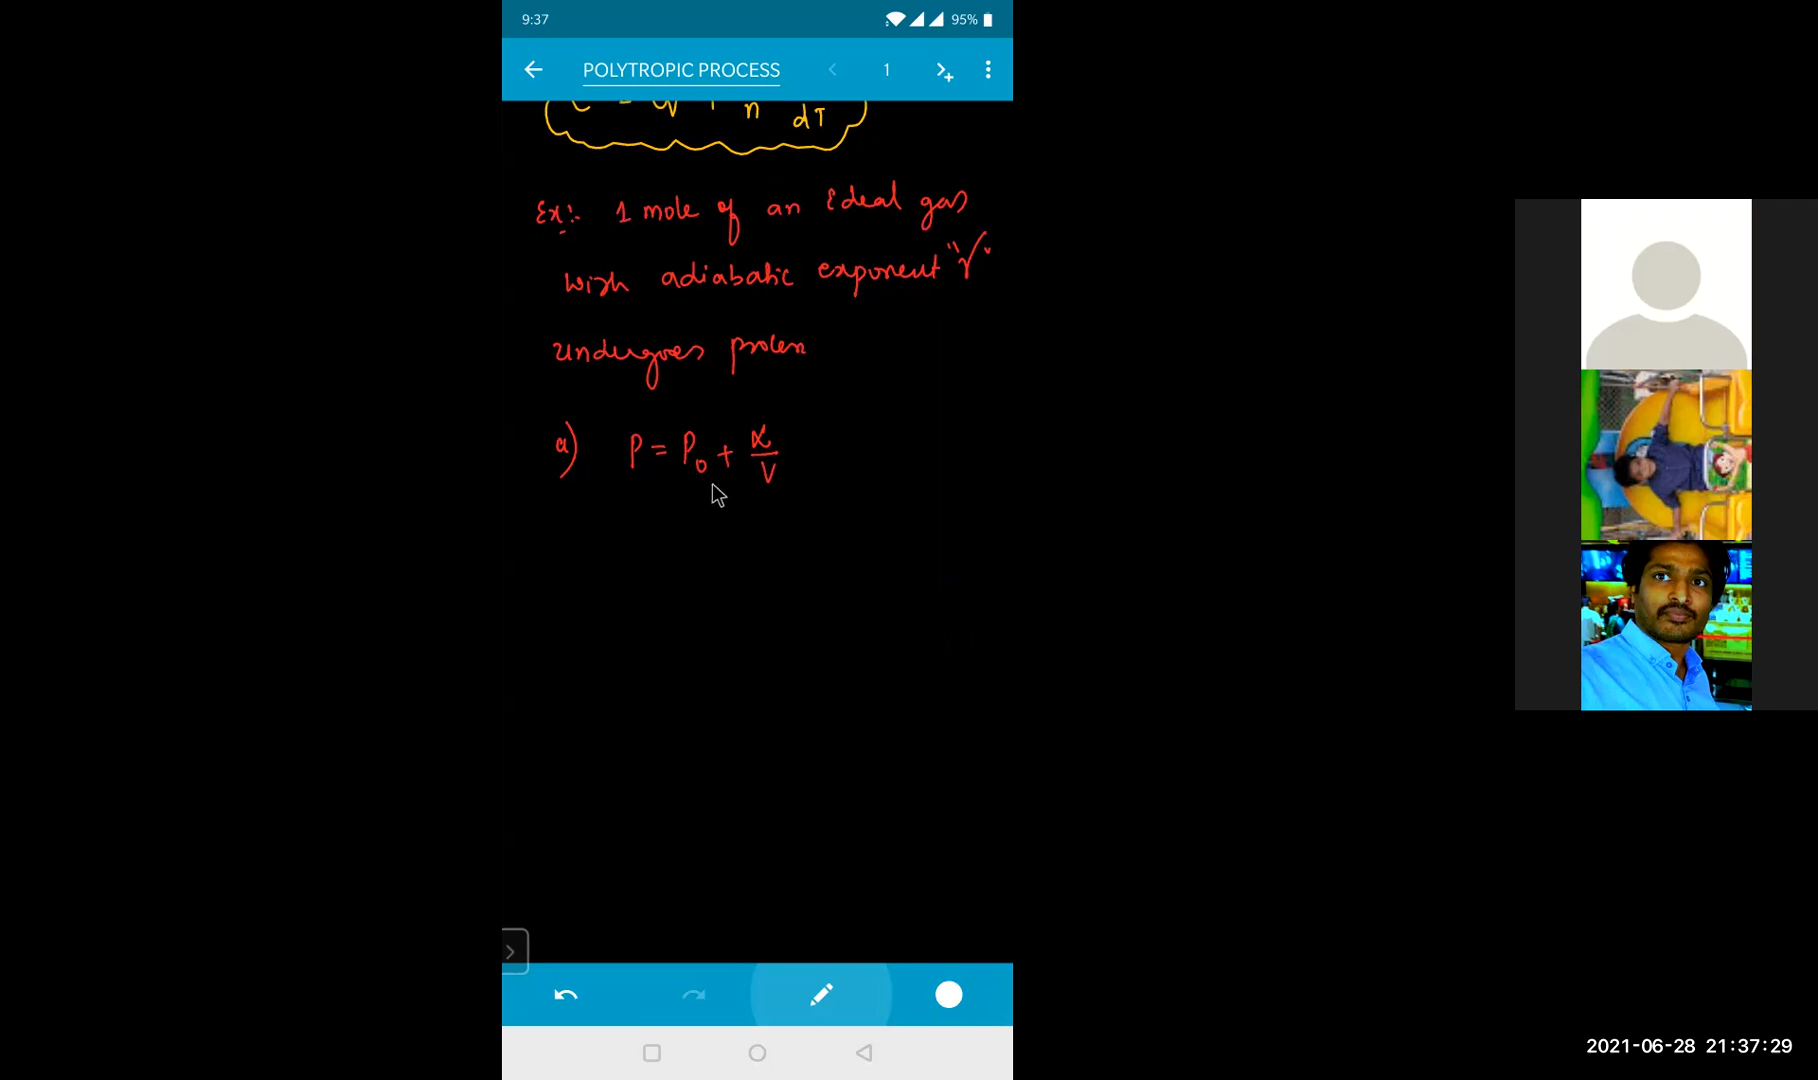 9:37
95%
POLYTROPIC PROCESS
1
n dT
Ex:- 1 mole of an Ideal gas
with adiabatic exponent "γ"
undergoes process
a) P = P₀ + α/V
2021-06-28 21:37:29